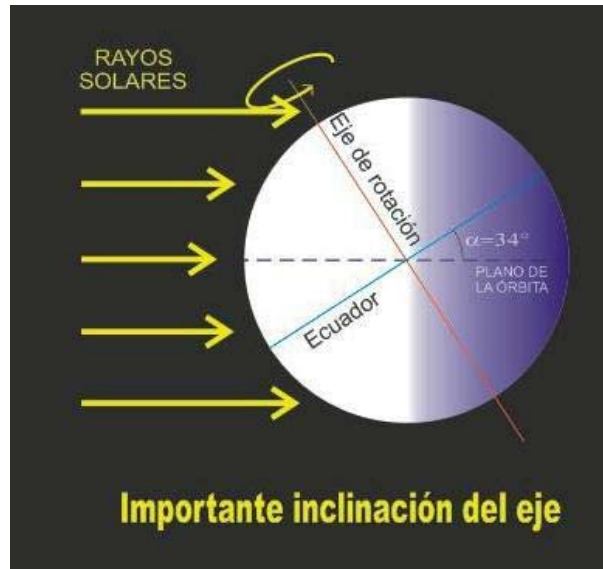 RAYOS
SOLARES
Eje de rotación
α=34°
PLANO DE
LA ÓRBITA
Ecuador
Importante inclinación del eje